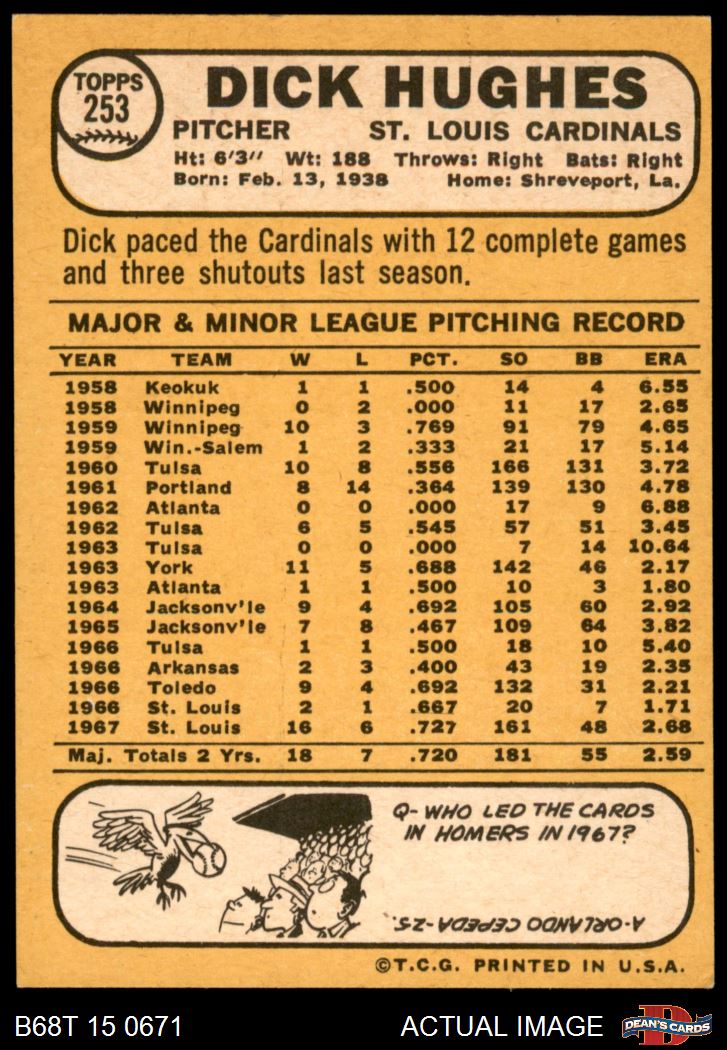 TOPPS
253
DICK HUGHES
PITCHER ST. LOUIS CARDINALS
Ht: 6'3" Wt: 188 Throws: Right Bats: Right
Born: Feb. 13, 1938 Home: Shreveport, La.
Dick paced the Cardinals with 12 complete games
and three shutouts last season.
MAJOR & MINOR LEAGUE PITCHING RECORD
YEAR TEAM W L PCT. SO BB ERA
1958 Keokuk 1 1 .500 14 4 6.55
1958 Winnipeg 0 2 .000 11 17 2.65
1959 Winnipeg 10 3 .769 91 79 4.65
1959 Win.-Salem 1 2 .333 21 17 5.14
1960 Tulsa 10 8 .556 166 131 3.72
1961 Portland 8 14 .364 139 130 4.78
1962 Atlanta 0 0 .000 17 9 6.88
1962 Tulsa 6 5 .545 57 51 3.45
1963 Tulsa 0 0 .000 7 14 10.64
1963 York 11 5 .688 142 46 2.17
1963 Atlanta 1 1 .500 10 3 1.80
1964 Jacksonv'le 9 4 .692 105 60 2.92
1965 Jacksonv'le 7 8 .467 109 64 3.82
1966 Tulsa 1 1 .500 18 10 5.40
1966 Arkansas 2 3 .400 43 19 2.35
1966 Toledo 9 4 .692 132 31 2.21
1966 St. Louis 2 1 .667 20 7 1.71
1967 St. Louis 16 6 .727 161 48 2.68
Maj. Totals 2 Yrs. 18 7 .720 181 55 2.59
Q- WHO LED THE CARDS
IN HOMERS IN 1967?
A-ORLANDO CEPEDA-25.
©T.C.G. PRINTED IN U.S.A.
B68T 15 0671 ACTUAL IMAGE
D
DEAN'S CARDS